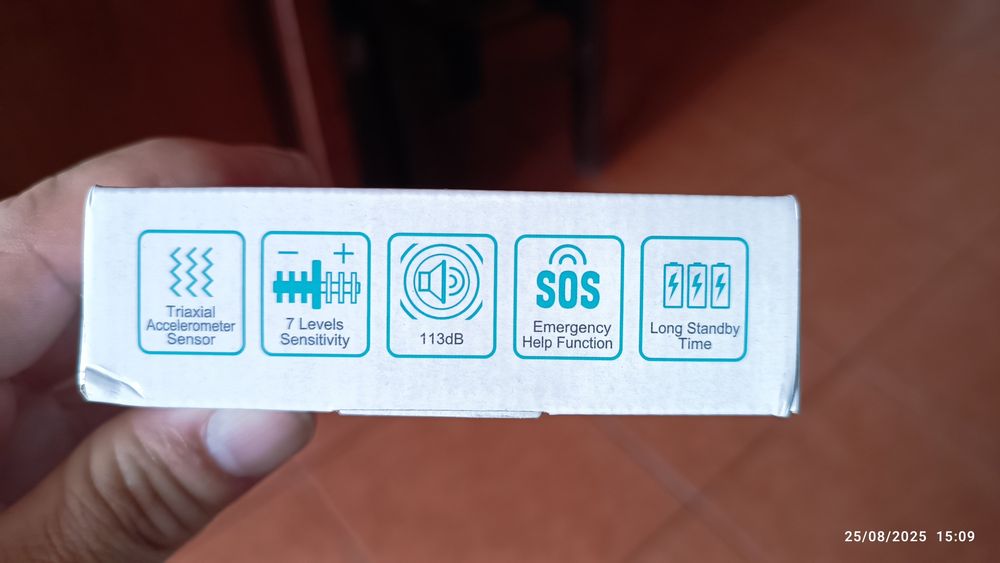 Triaxial
Accelerometer
Sensor
− +
7 Levels
Sensitivity
113dB
SOS
Emergency
Help Function
Long Standby
Time
25/08/2025 15:09